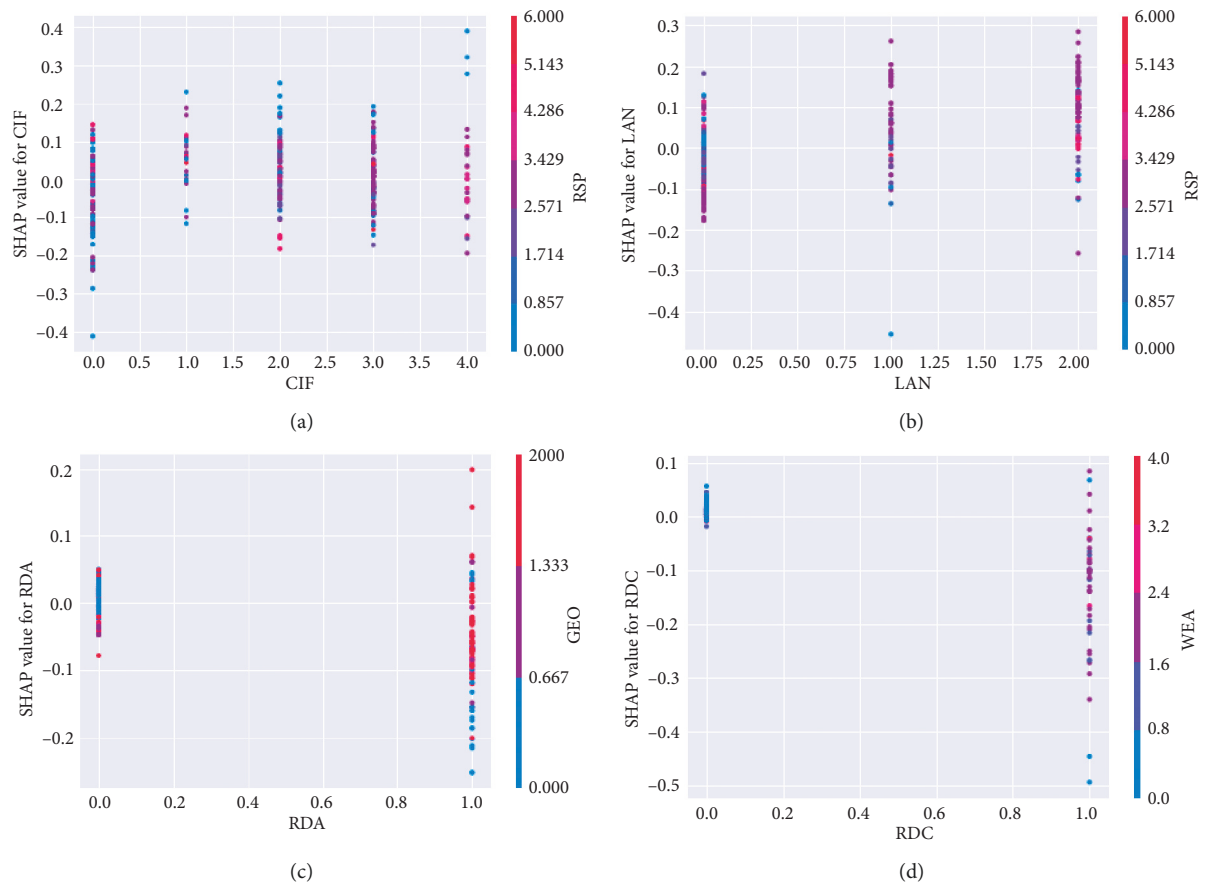 0.4
0.3
0.2
0.1
0.0
–0.1
–0.2
–0.3
–0.4
SHAP value for CIF
0.0 0.5 1.0 1.5 2.0 2.5 3.0 3.5 4.0
CIF
6.000
5.143
4.286
3.429
2.571
1.714
0.857
0.000
RSP
(a)
0.3
0.2
0.1
0.0
–0.1
–0.2
–0.3
–0.4
SHAP value for LAN
0.00 0.25 0.50 0.75 1.00 1.25 1.50 1.75 2.00
LAN
6.000
5.143
4.286
3.429
2.571
1.714
0.857
0.000
RSP
(b)
0.2
0.1
0.0
–0.1
–0.2
SHAP value for RDA
0.0 0.2 0.4 0.6 0.8 1.0
RDA
2000
1.333
0.667
0.000
GEO
(c)
0.1
0.0
–0.1
–0.2
–0.3
–0.4
–0.5
SHAP value for RDC
0.0 0.2 0.4 0.6 0.8 1.0
RDC
4.0
3.2
2.4
1.6
0.8
0.0
WEA
(d)